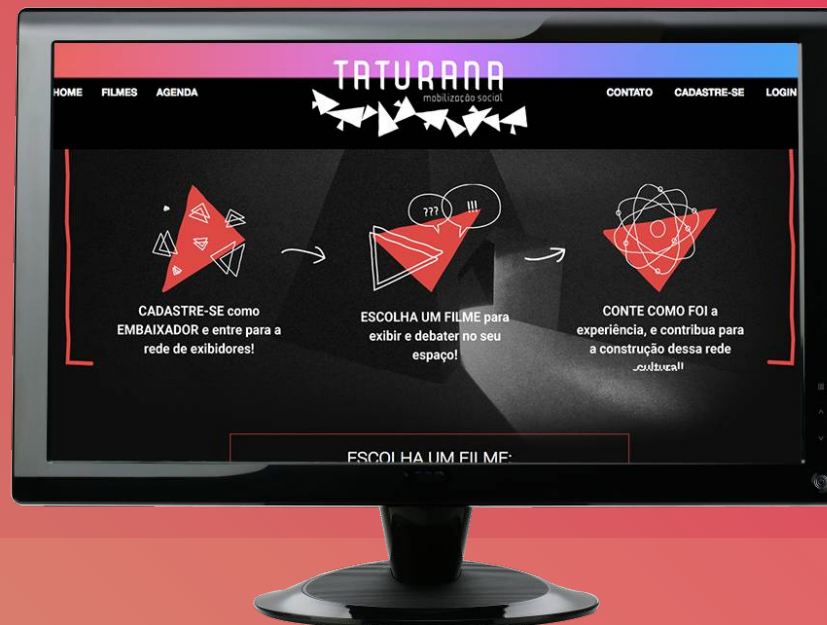 TATURANA
mobilização social
HOME FILMES AGENDA
CONTATO CADASTRE-SE LOGIN
???
!!!
CADASTRE-SE como
EMBAIXADOR e entre para a
rede de exibidores!
ESCOLHA UM FILME para
exibir e debater no seu
espaço!
CONTE COMO FOI a
experiência, e contribua para
a construção dessa rede
cultural!
ESCOLHA UM FILME: